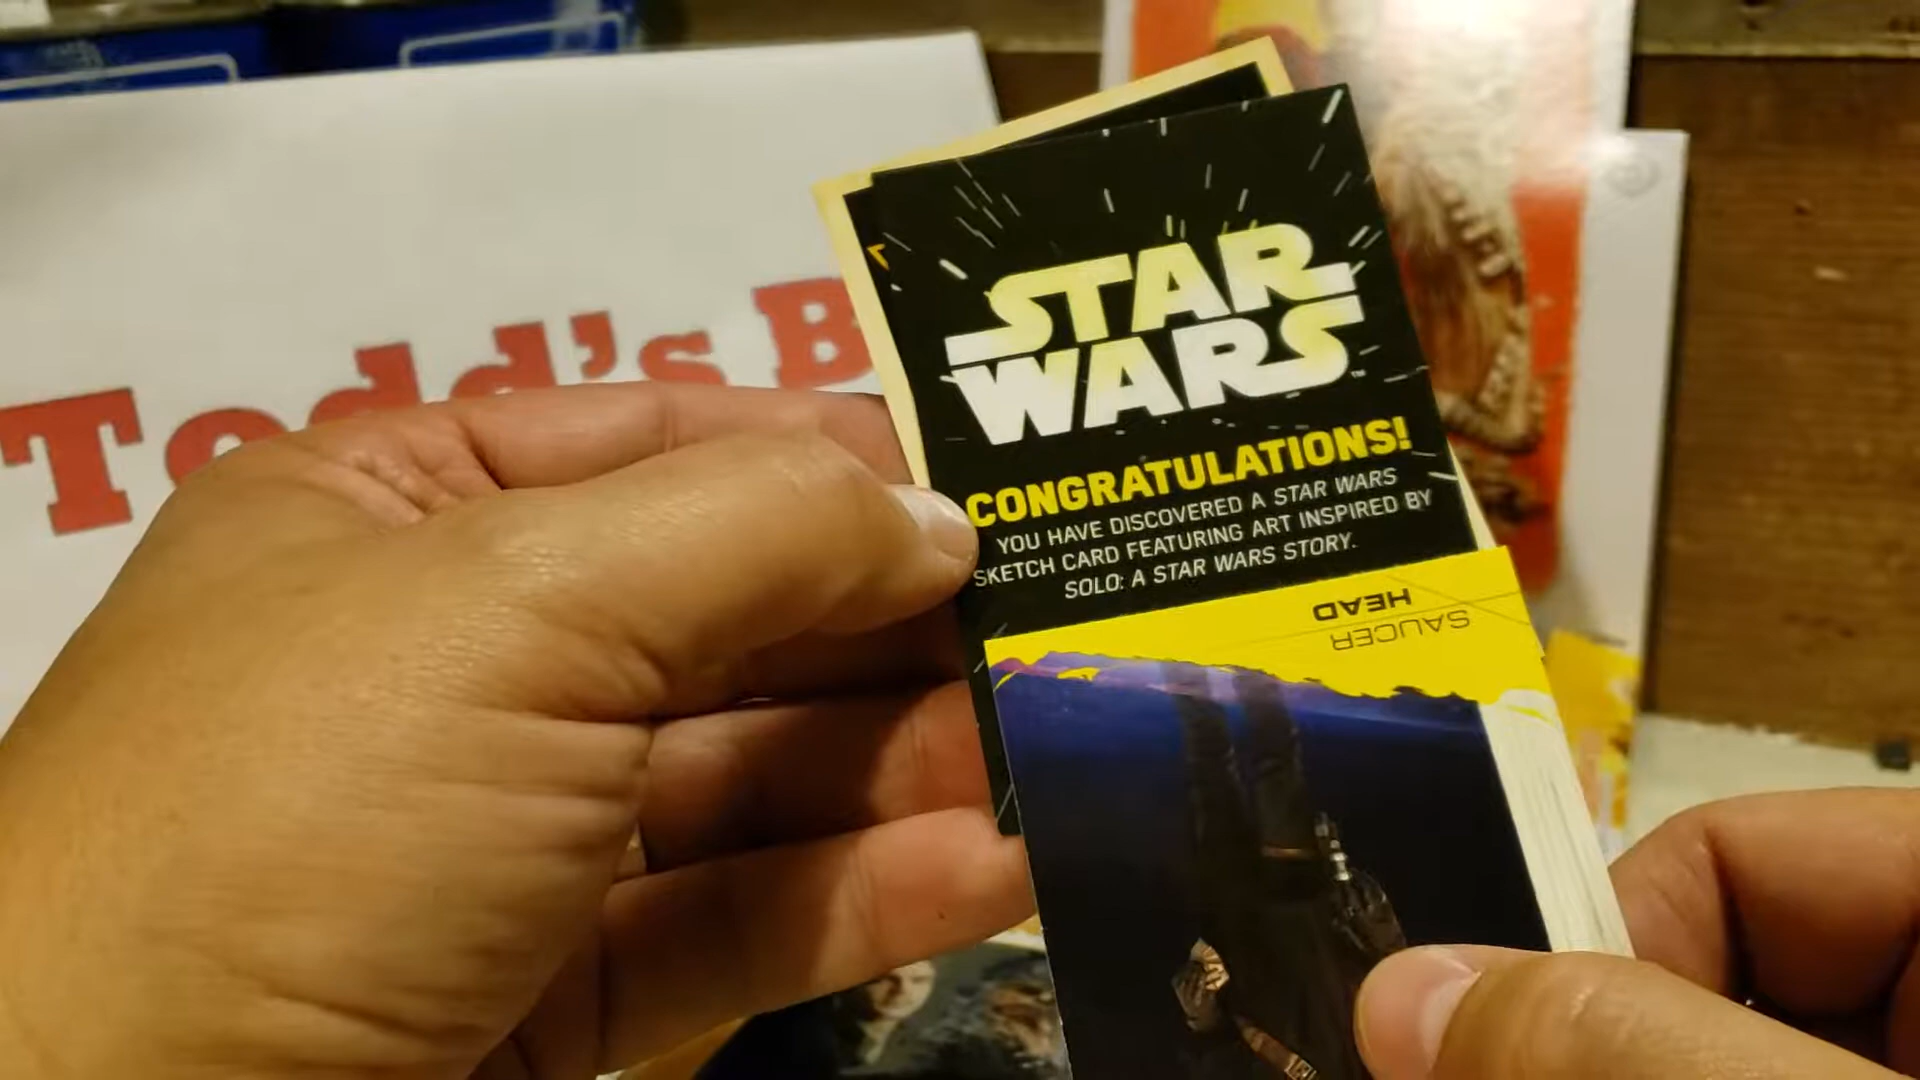 Todd's B
STAR
WARS
™
CONGRATULATIONS!
YOU HAVE DISCOVERED A STAR WARS
SKETCH CARD FEATURING ART INSPIRED BY
SOLO: A STAR WARS STORY.
SAUCER
HEAD